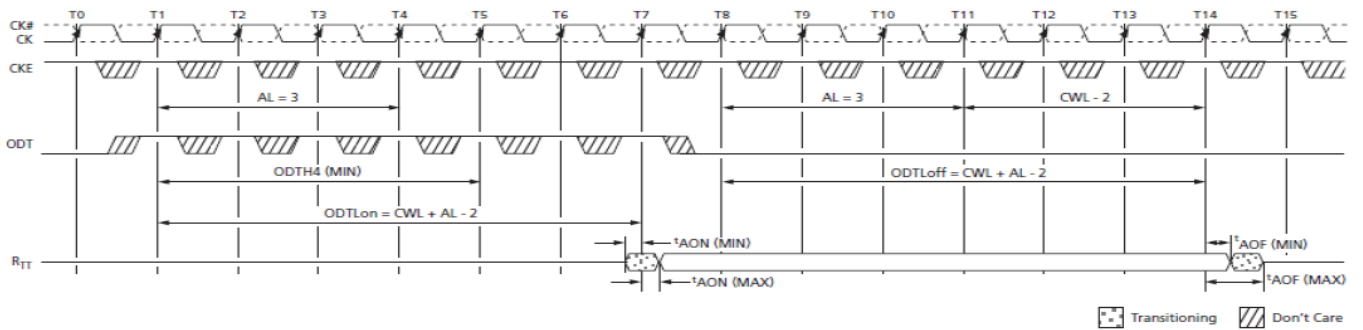 T0 T1 T2 T3 T4 T5 T6 T7 T8 T9 T10 T11 T12 T13 T14 T15
CK#
CK
CKE
AL = 3 AL = 3 CWL - 2
ODT
ODTH4 (MIN) ODTLoff = CWL + AL - 2
ODTLon = CWL + AL - 2
tAON (MIN) tAOF (MIN)
RTT
tAON (MAX) tAOF (MAX)
Transitioning Don't Care